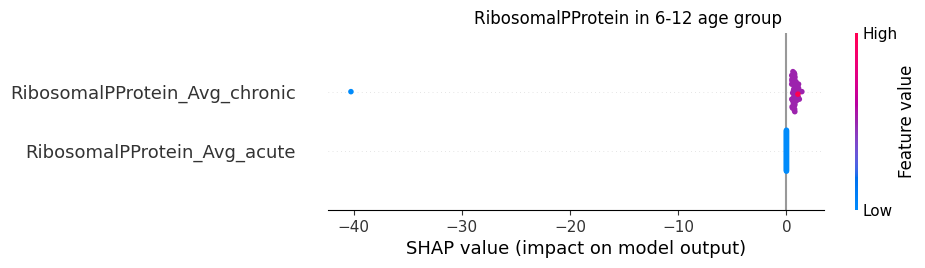 RibosomalPProtein in 6-12 age group
High
RibosomalPProtein_Avg_chronic
RibosomalPProtein_Avg_acute
Feature value
Low
−40 −30 −20 −10 0
SHAP value (impact on model output)